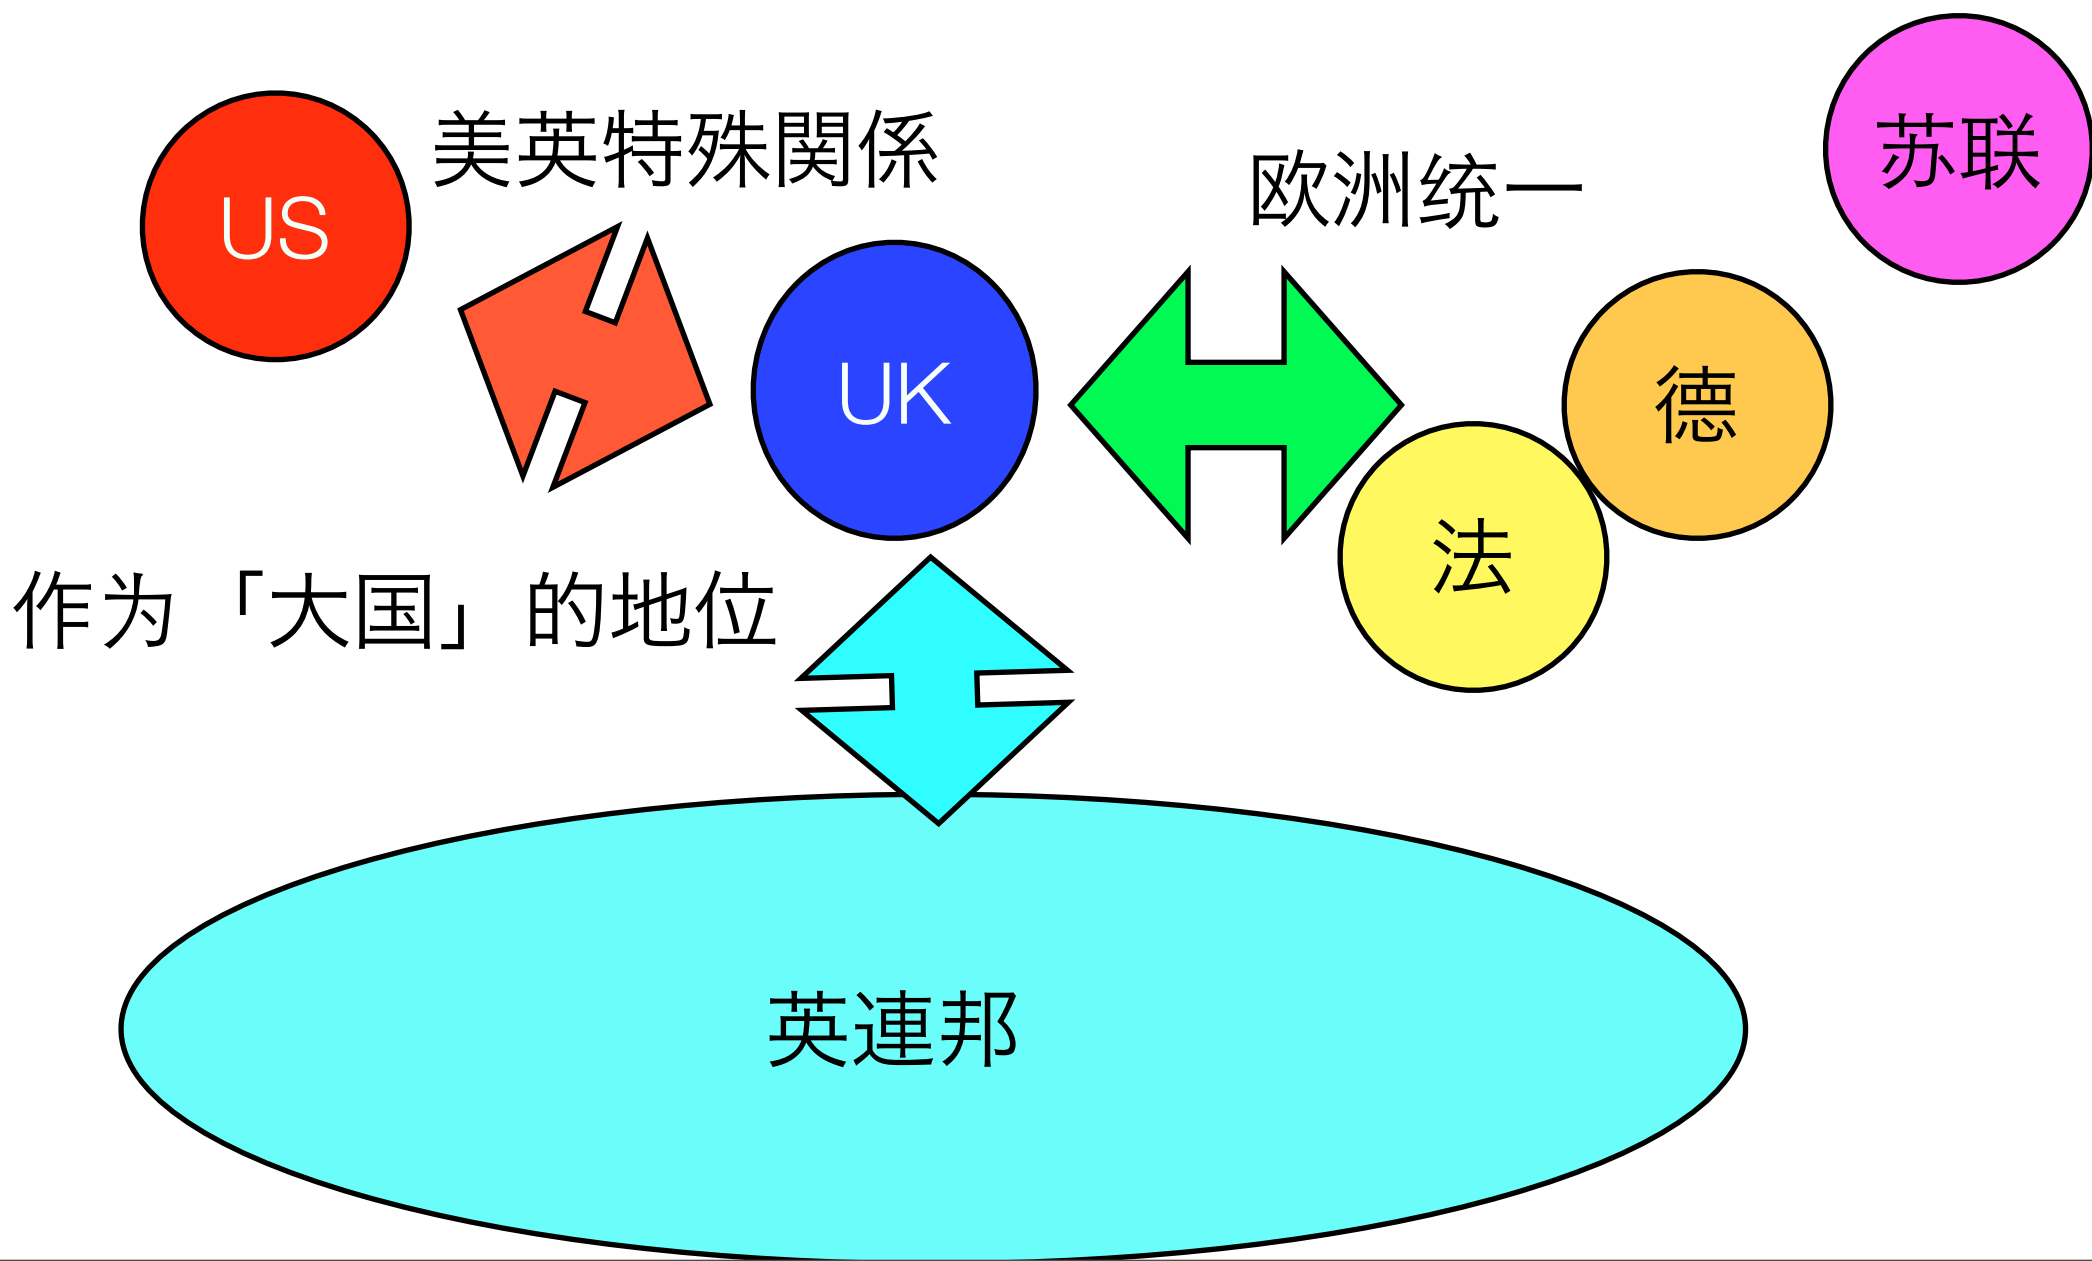 美英特殊関係
欧洲统一
苏联
US
UK
德
法
作为「大国」的地位
英連邦